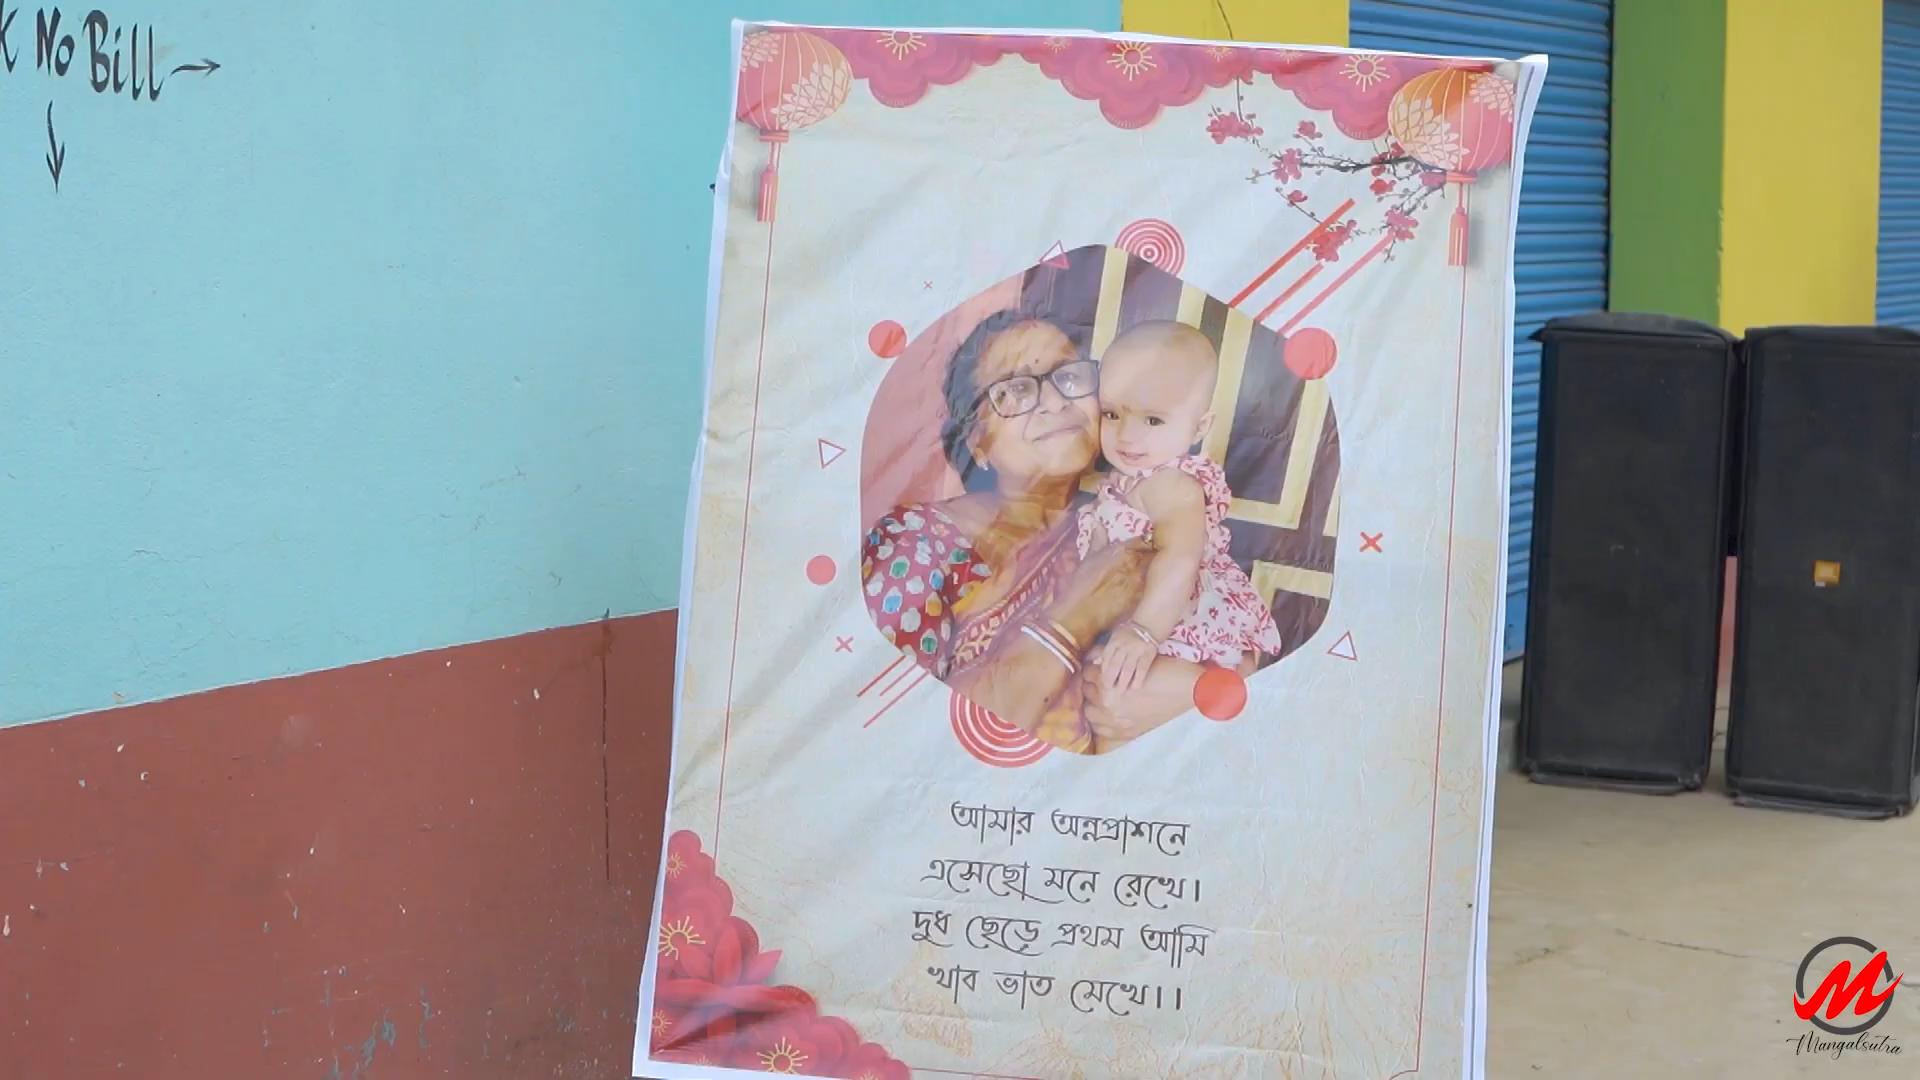 No Bill →
আমার অন্নপ্রাশনে
এসেছো মনে রেখে।
দুধ ছেড়ে প্রথম আমি
খাব ভাত মেখে।।
Mangalsutra